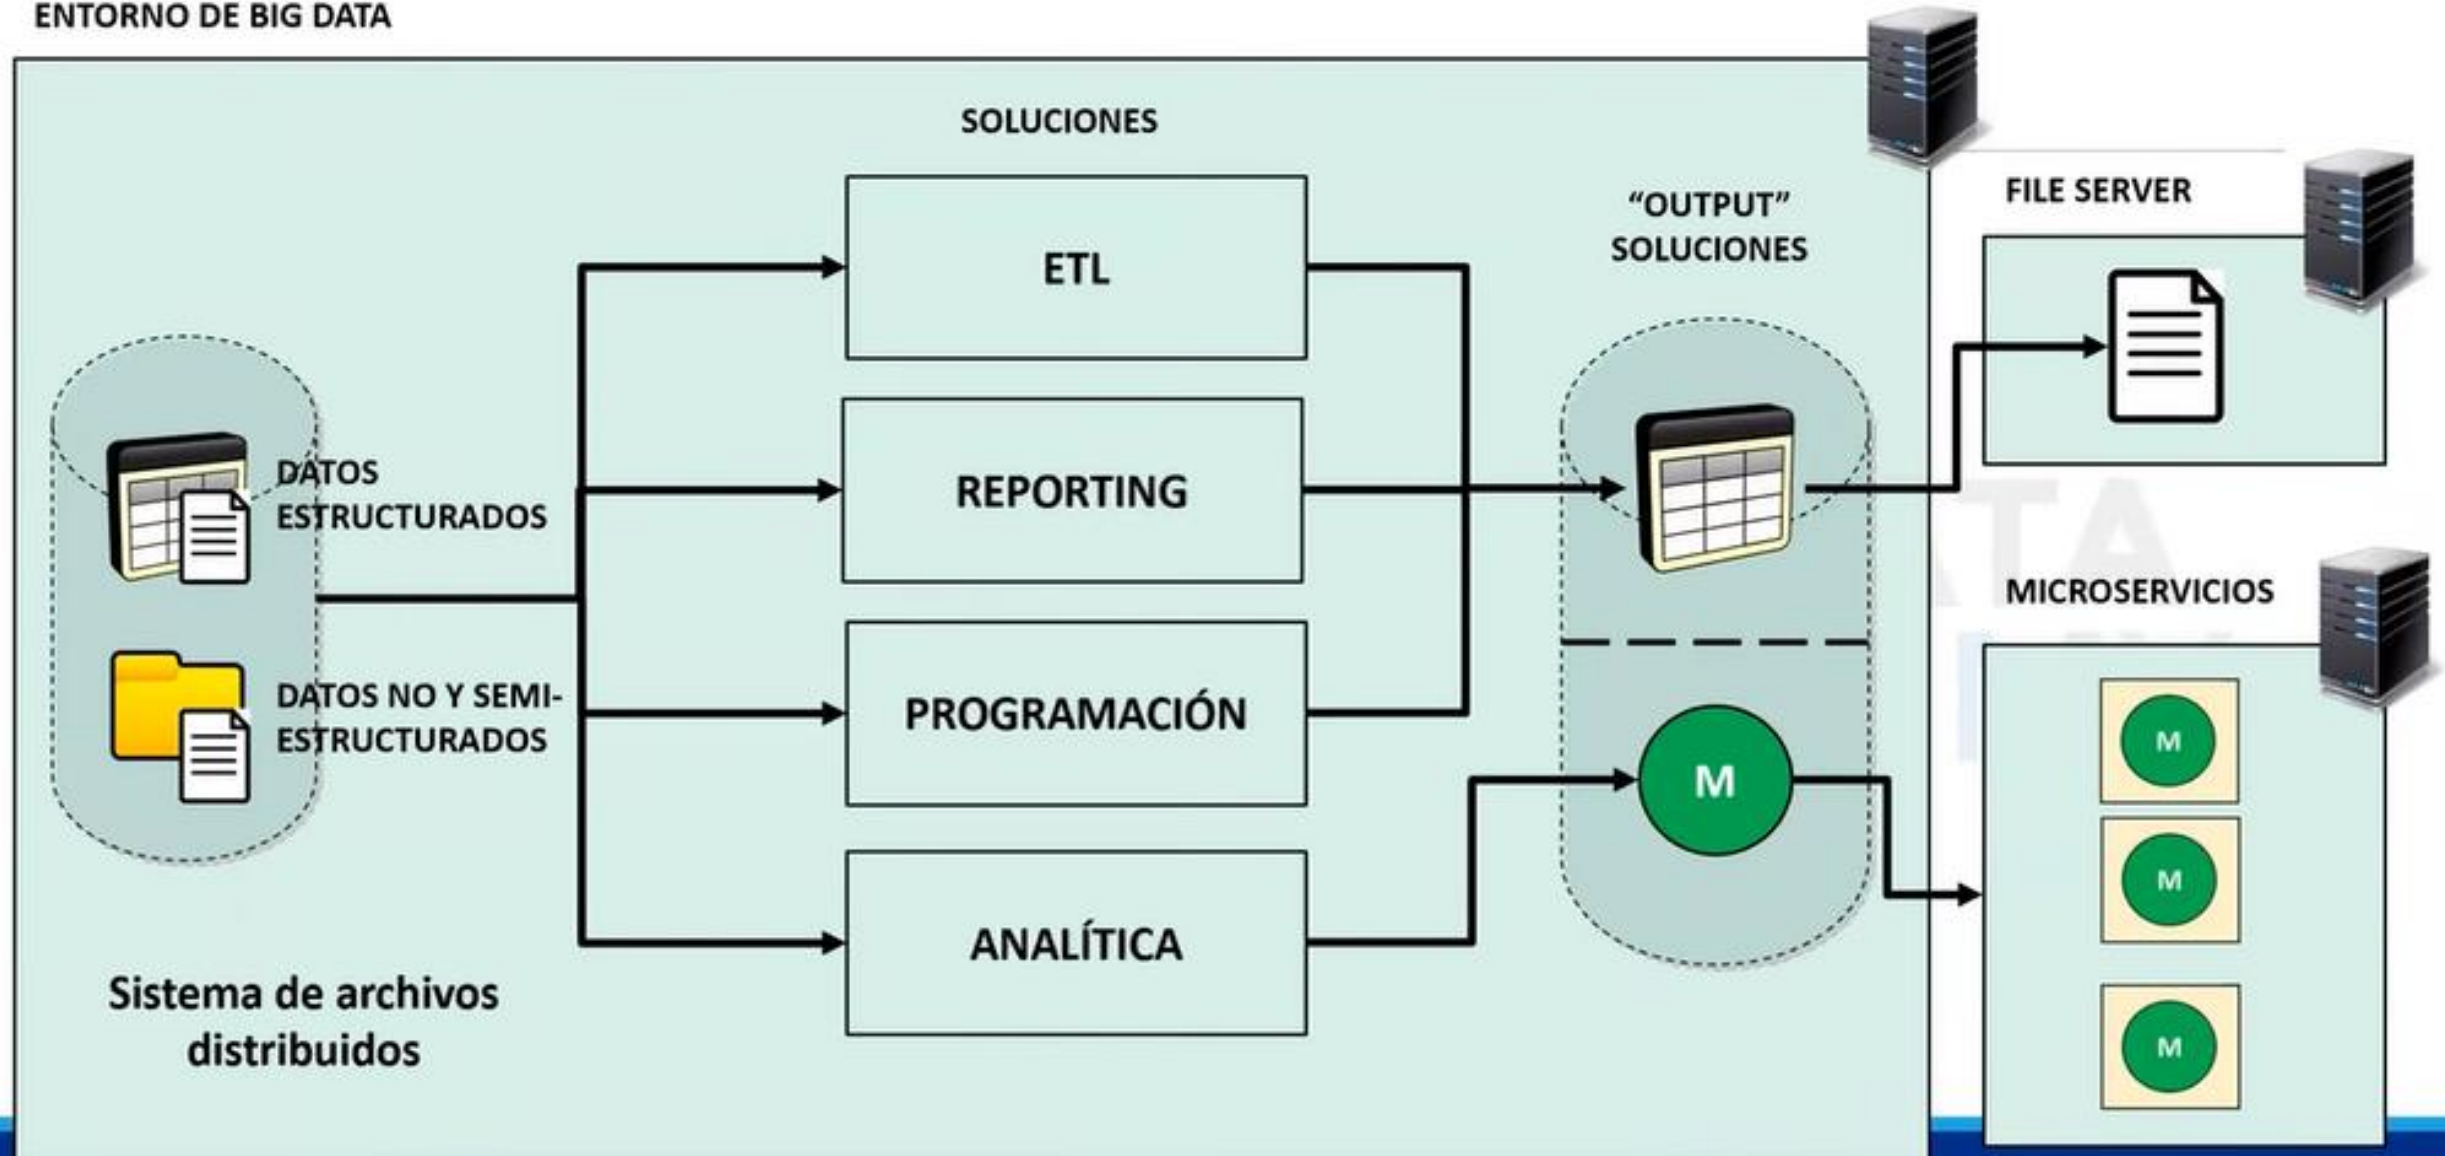 ENTORNO DE BIG DATA
SOLUCIONES
ETL
REPORTING
PROGRAMACIÓN
ANALÍTICA
DATOS
ESTRUCTURADOS
DATOS NO Y SEMI-
ESTRUCTURADOS
Sistema de archivos
distribuidos
“OUTPUT”
SOLUCIONES
M
FILE SERVER
MICROSERVICIOS
M
M
M